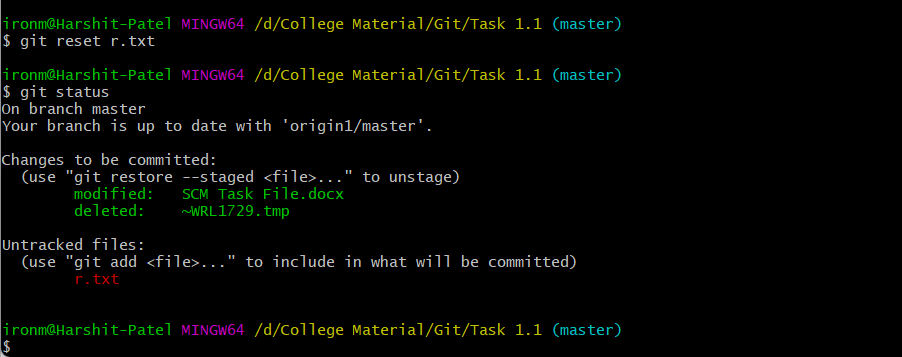 ironm@Harshit-Patel MINGW64 /d/College Material/Git/Task 1.1 (master)
$ git reset r.txt
ironm@Harshit-Patel MINGW64 /d/College Material/Git/Task 1.1 (master)
$ git status
On branch master
Your branch is up to date with 'origin1/master'.
Changes to be committed:
  (use "git restore --staged <file>..." to unstage)
        modified:   SCM Task File.docx
        deleted:    ~WRL1729.tmp
Untracked files:
  (use "git add <file>..." to include in what will be committed)
        r.txt
ironm@Harshit-Patel MINGW64 /d/College Material/Git/Task 1.1 (master)
$